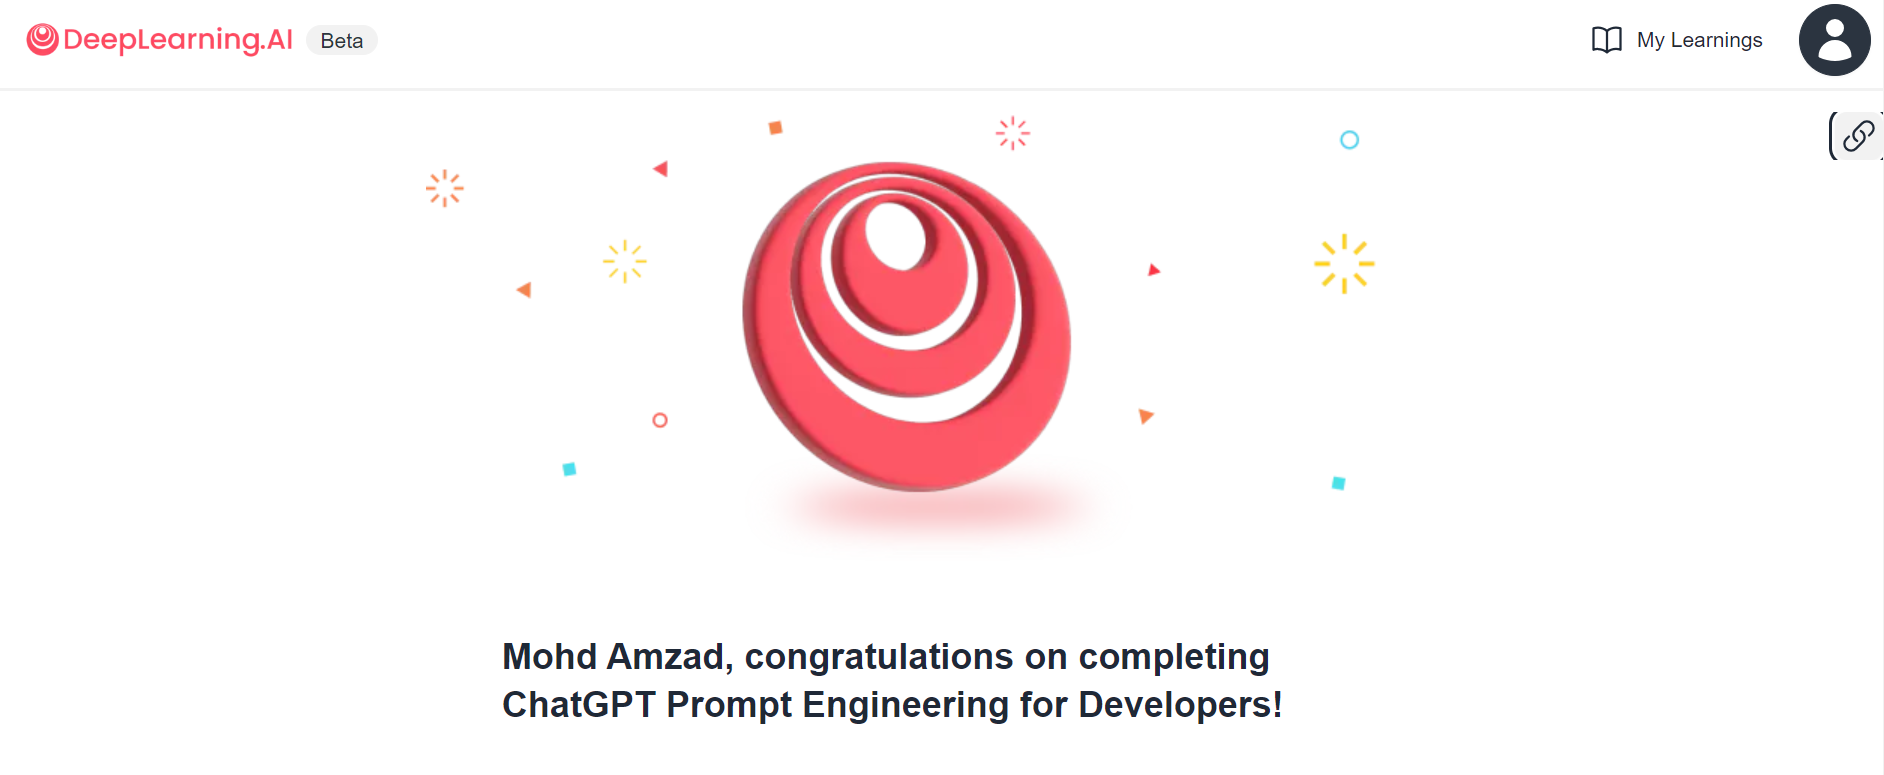 DeepLearning.AI Beta
My Learnings
Mohd Amzad, congratulations on completing
ChatGPT Prompt Engineering for Developers!